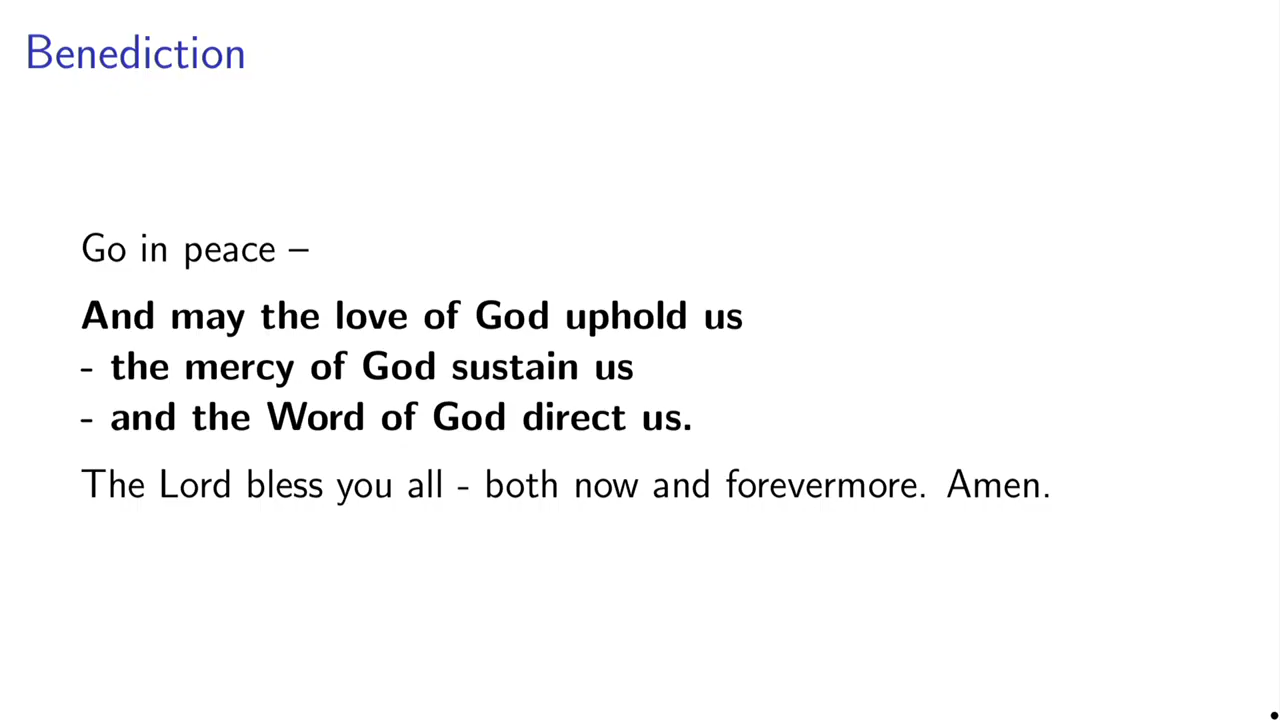 Benediction
Go in peace –
And may the love of God uphold us
- the mercy of God sustain us
- and the Word of God direct us.
The Lord bless you all - both now and forevermore. Amen.